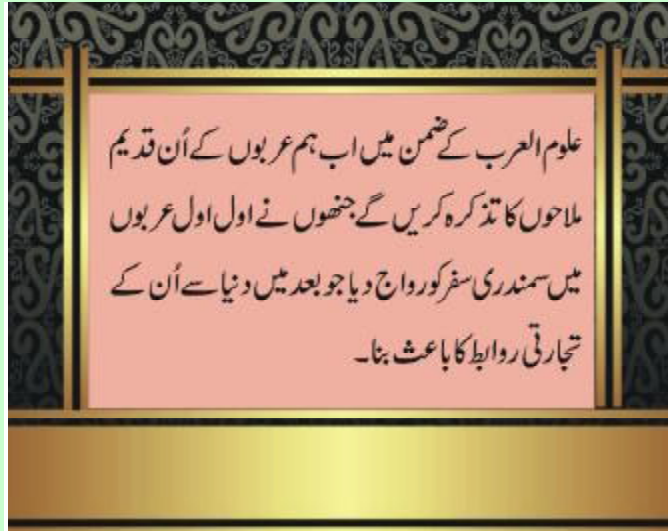 علوم العرب کے ضمن میں اب ہم عربوں کے اُن قدیم
ملاحوں کا تذکرہ کریں گے جنھوں نے اول اول عربوں
میں سمندری سفر کو رواج دیا جو بعد میں دنیا سے اُن کے
تجارتی روابط کا باعث بنا۔